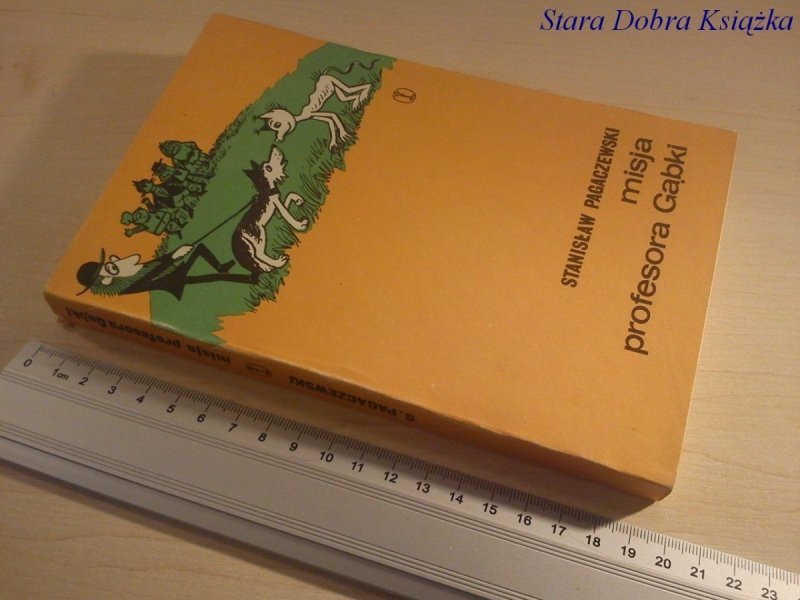 Stara Dobra Książka
STANISŁAW PAGACZEWSKI
misja
profesora Gąbki
S. PAGACZEWSKI misja profesora Gąbki
0 1cm 2 3 4 5 6 7 8 9 10 11 12 13 14 15 16 17 18 19 20 21 22 23